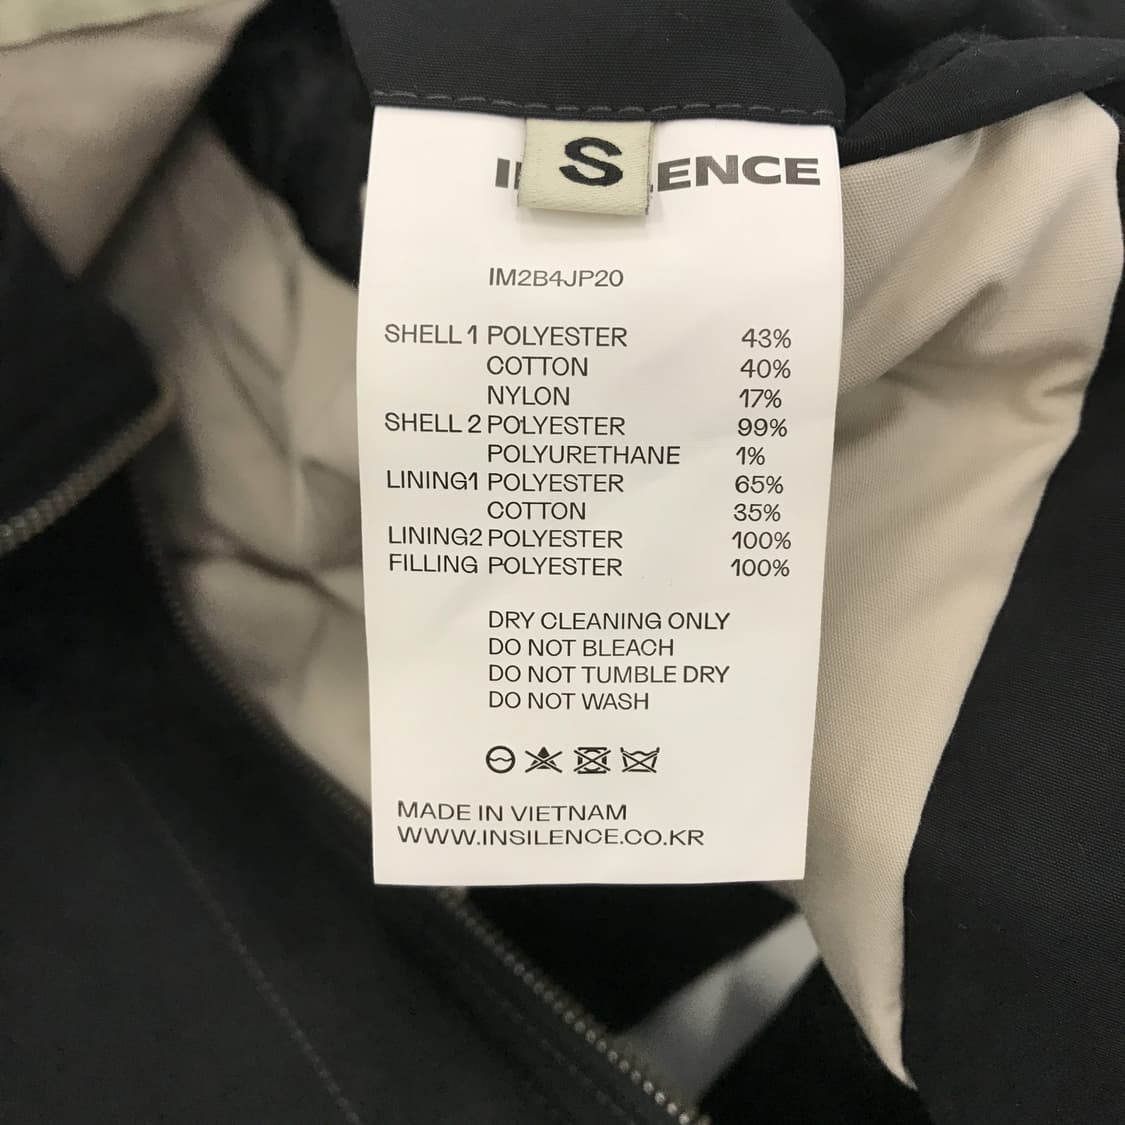 S
ENCE
IM2B4JP20
SHELL 1 POLYESTER 43%
COTTON 40%
NYLON 17%
SHELL 2 POLYESTER 99%
POLYURETHANE 1%
LINING1 POLYESTER 65%
COTTON 35%
LINING2 POLYESTER 100%
FILLING POLYESTER 100%
DRY CLEANING ONLY
DO NOT BLEACH
DO NOT TUMBLE DRY
DO NOT WASH
MADE IN VIETNAM
WWW.INSILENCE.CO.KR